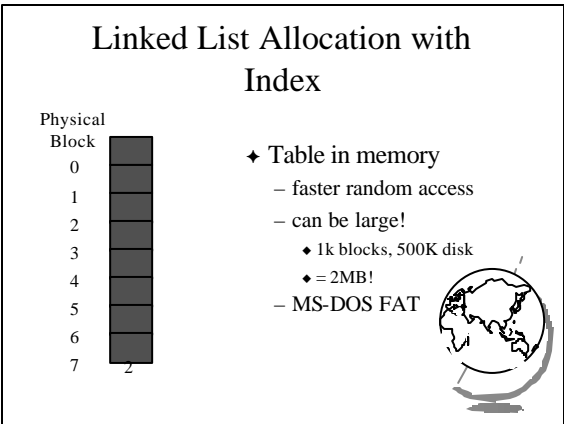 Linked List Allocation with
Index
Physical
Block
0
1
2
3
4
5
6
7
2
✦ Table in memory
– faster random access
– can be large!
◆ 1k blocks, 500K disk
◆ = 2MB!
– MS-DOS FAT